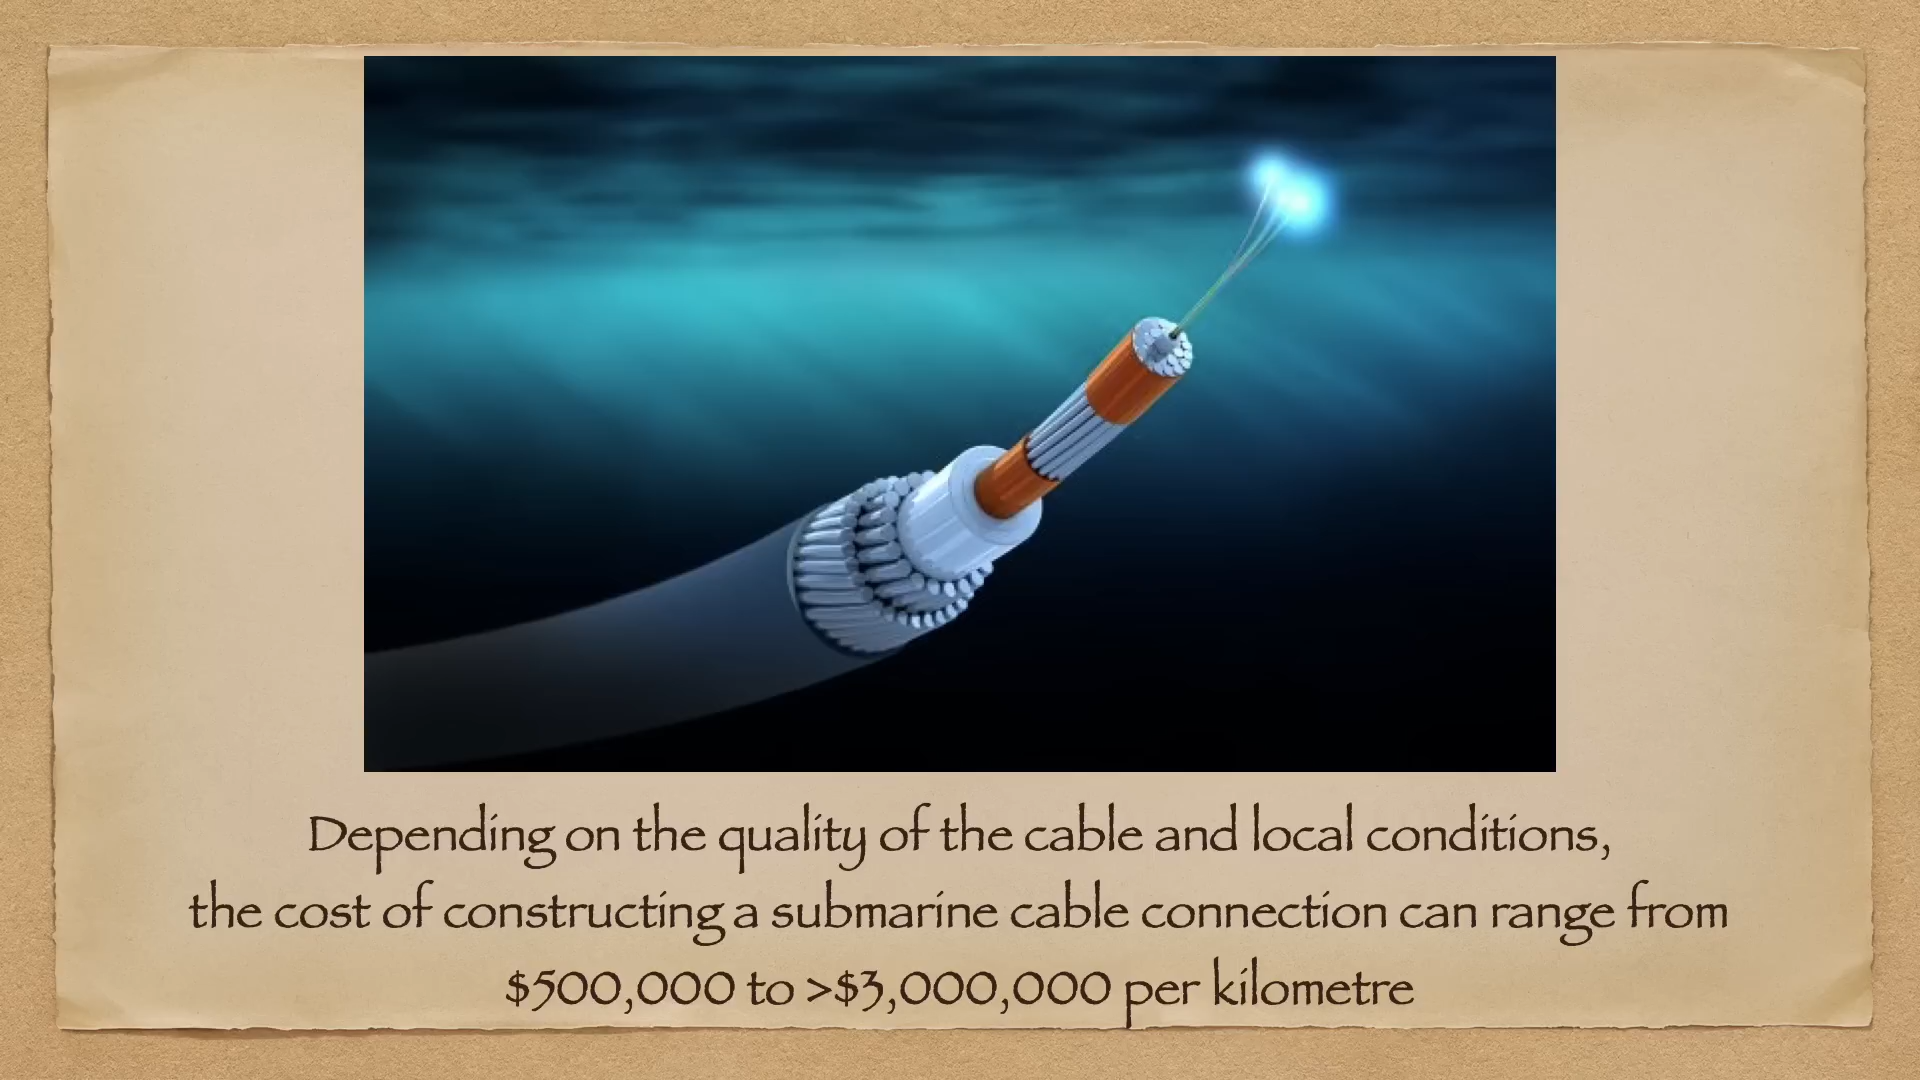 Depending on the quality of the cable and local conditions,
the cost of constructing a submarine cable connection can range from
$500,000 to >$3,000,000 per kilometre